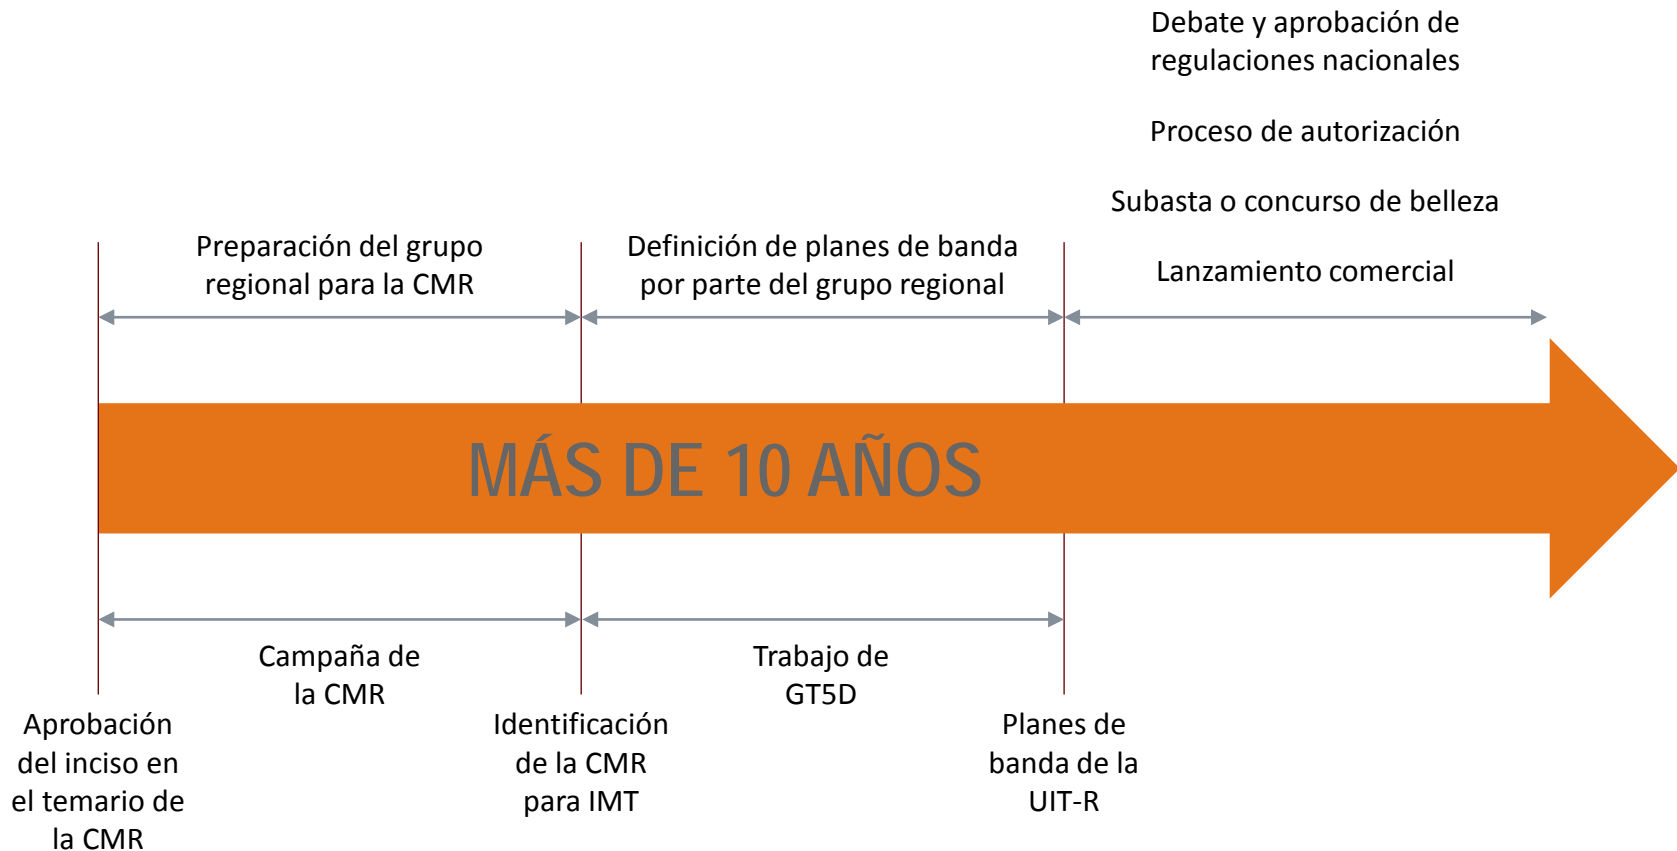 Debate y aprobación de
regulaciones nacionales
Proceso de autorización
Subasta o concurso de belleza
Lanzamiento comercial
Preparación del grupo
regional para la CMR
Definición de planes de banda
por parte del grupo regional
MÁS DE 10 AÑOS
Campaña de
la CMR
Trabajo de
GT5D
Aprobación
del inciso en
el temario de
la CMR
Identificación
de la CMR
para IMT
Planes de
banda de la
UIT-R